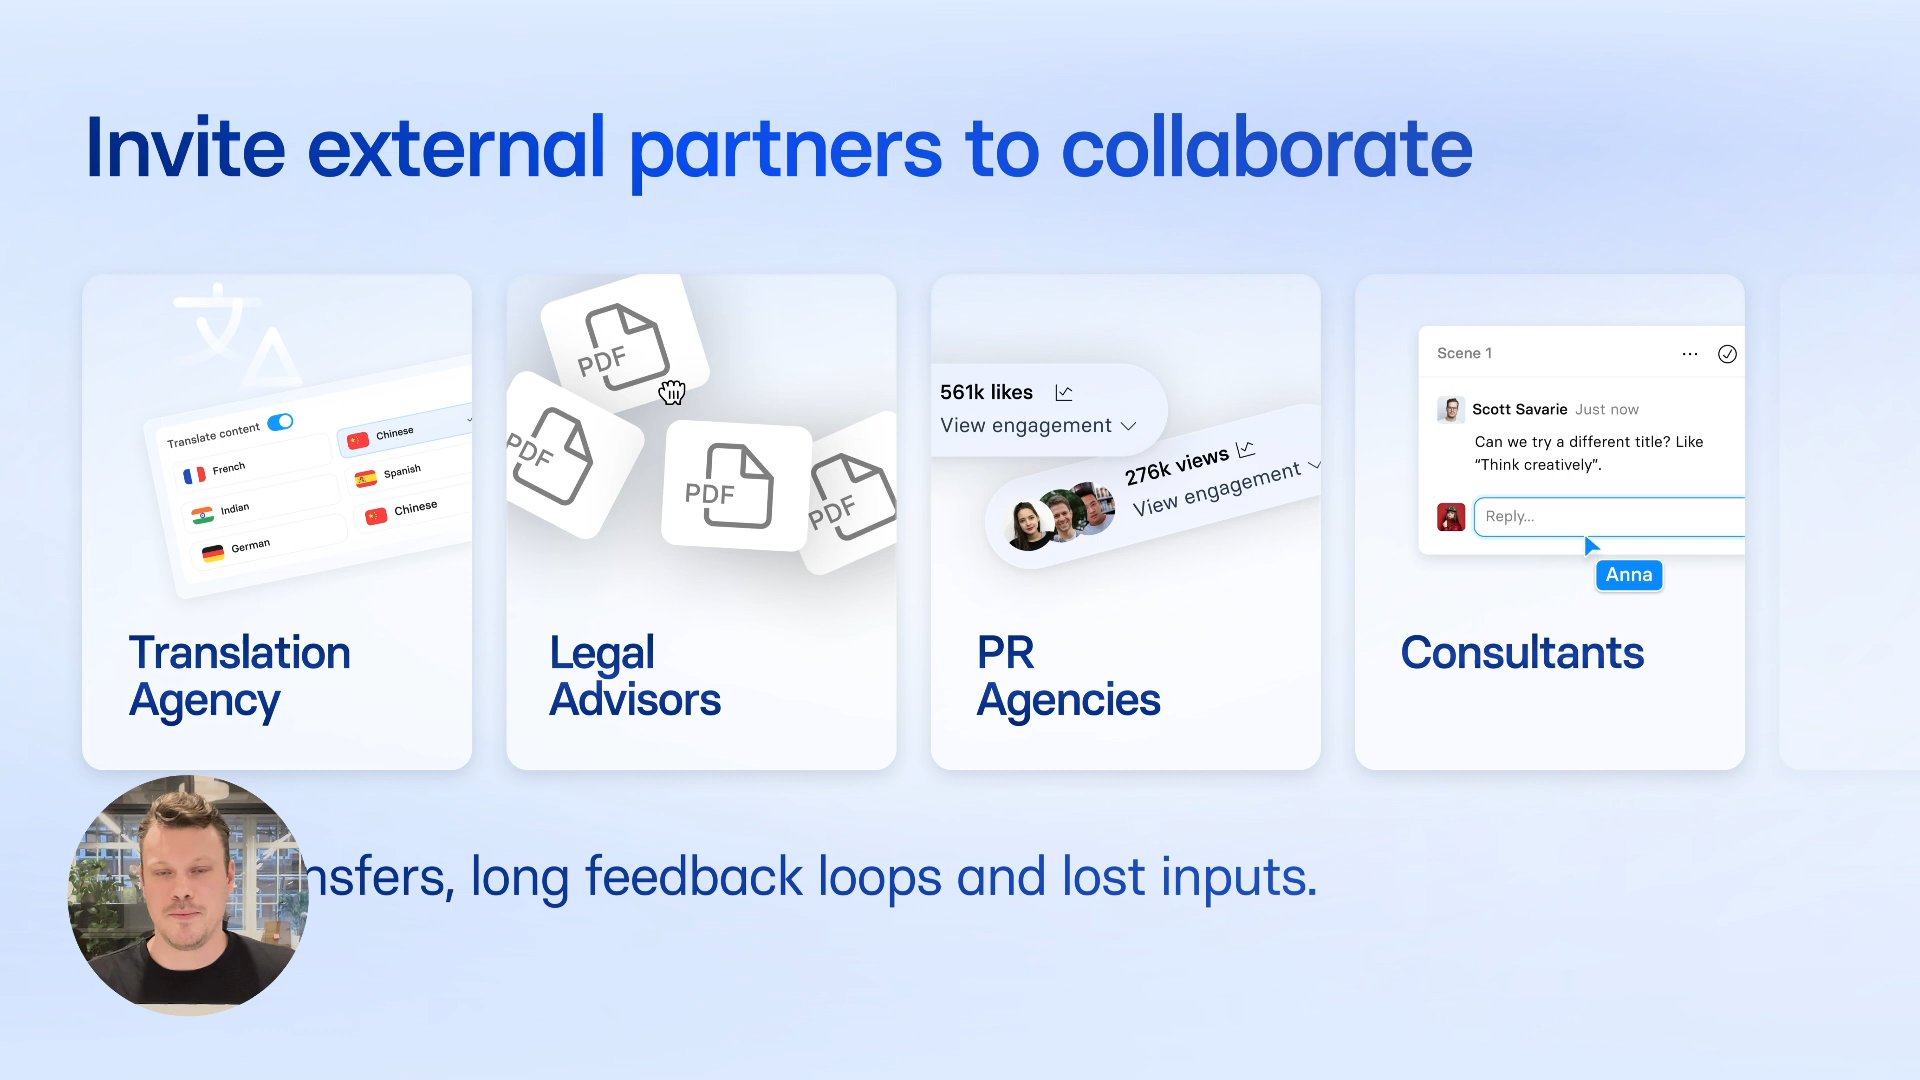 Invite external partners to collaborate
Translate content
French
Indian
German
Chinese
Spanish
Chinese
Translation
Agency
PDF
PDF
PDF
PDF
Legal
Advisors
561k likes
View engagement
276k views
View engagement
PR
Agencies
Scene 1
Scott Savarie Just now
Can we try a different title? Like
“Think creatively”.
Reply...
Anna
Consultants
nsfers, long feedback loops and lost inputs.